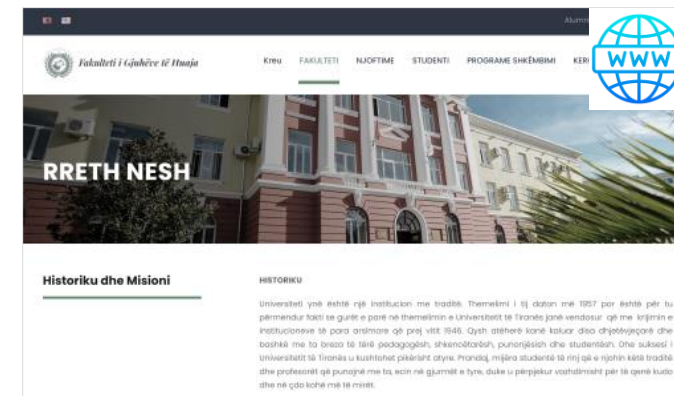 Alumn
Fakulteti i Gjuhëve të Huaja
Kreu FAKULTETI NJOFTIME STUDENTI PROGRAME SHKËMBIMI KER
WWW
RRETH NESH
Historiku dhe Misioni
HISTORIKU
Universiteti ynë është një institucion me traditë. Themelimi i tij daton më 1957 por është për tu
përmendur fakti se gurët e parë në themelimin e Universitetit të Tiranës janë vendosur që me krijimin e
institucioneve të para arsimore që prej vitit 1946. Qysh atëherë kanë kaluar disa dhjetëvjeçarë dhe
bashkë me ta breza të tërë pedagogësh, shkencëtarësh, punonjësish dhe studentësh. Dhe suksesi i
Universitetit të Tiranës u kushtohet pikërisht atyre. Prandaj, mijëra studentë të rinj që e njohin këtë traditë
dhe profesorët që punojnë me ta, ecin në gjurmët e tyre, duke u përpjekur vazhdimisht për të qenë kudo
dhe në çdo kohë më të mirët.